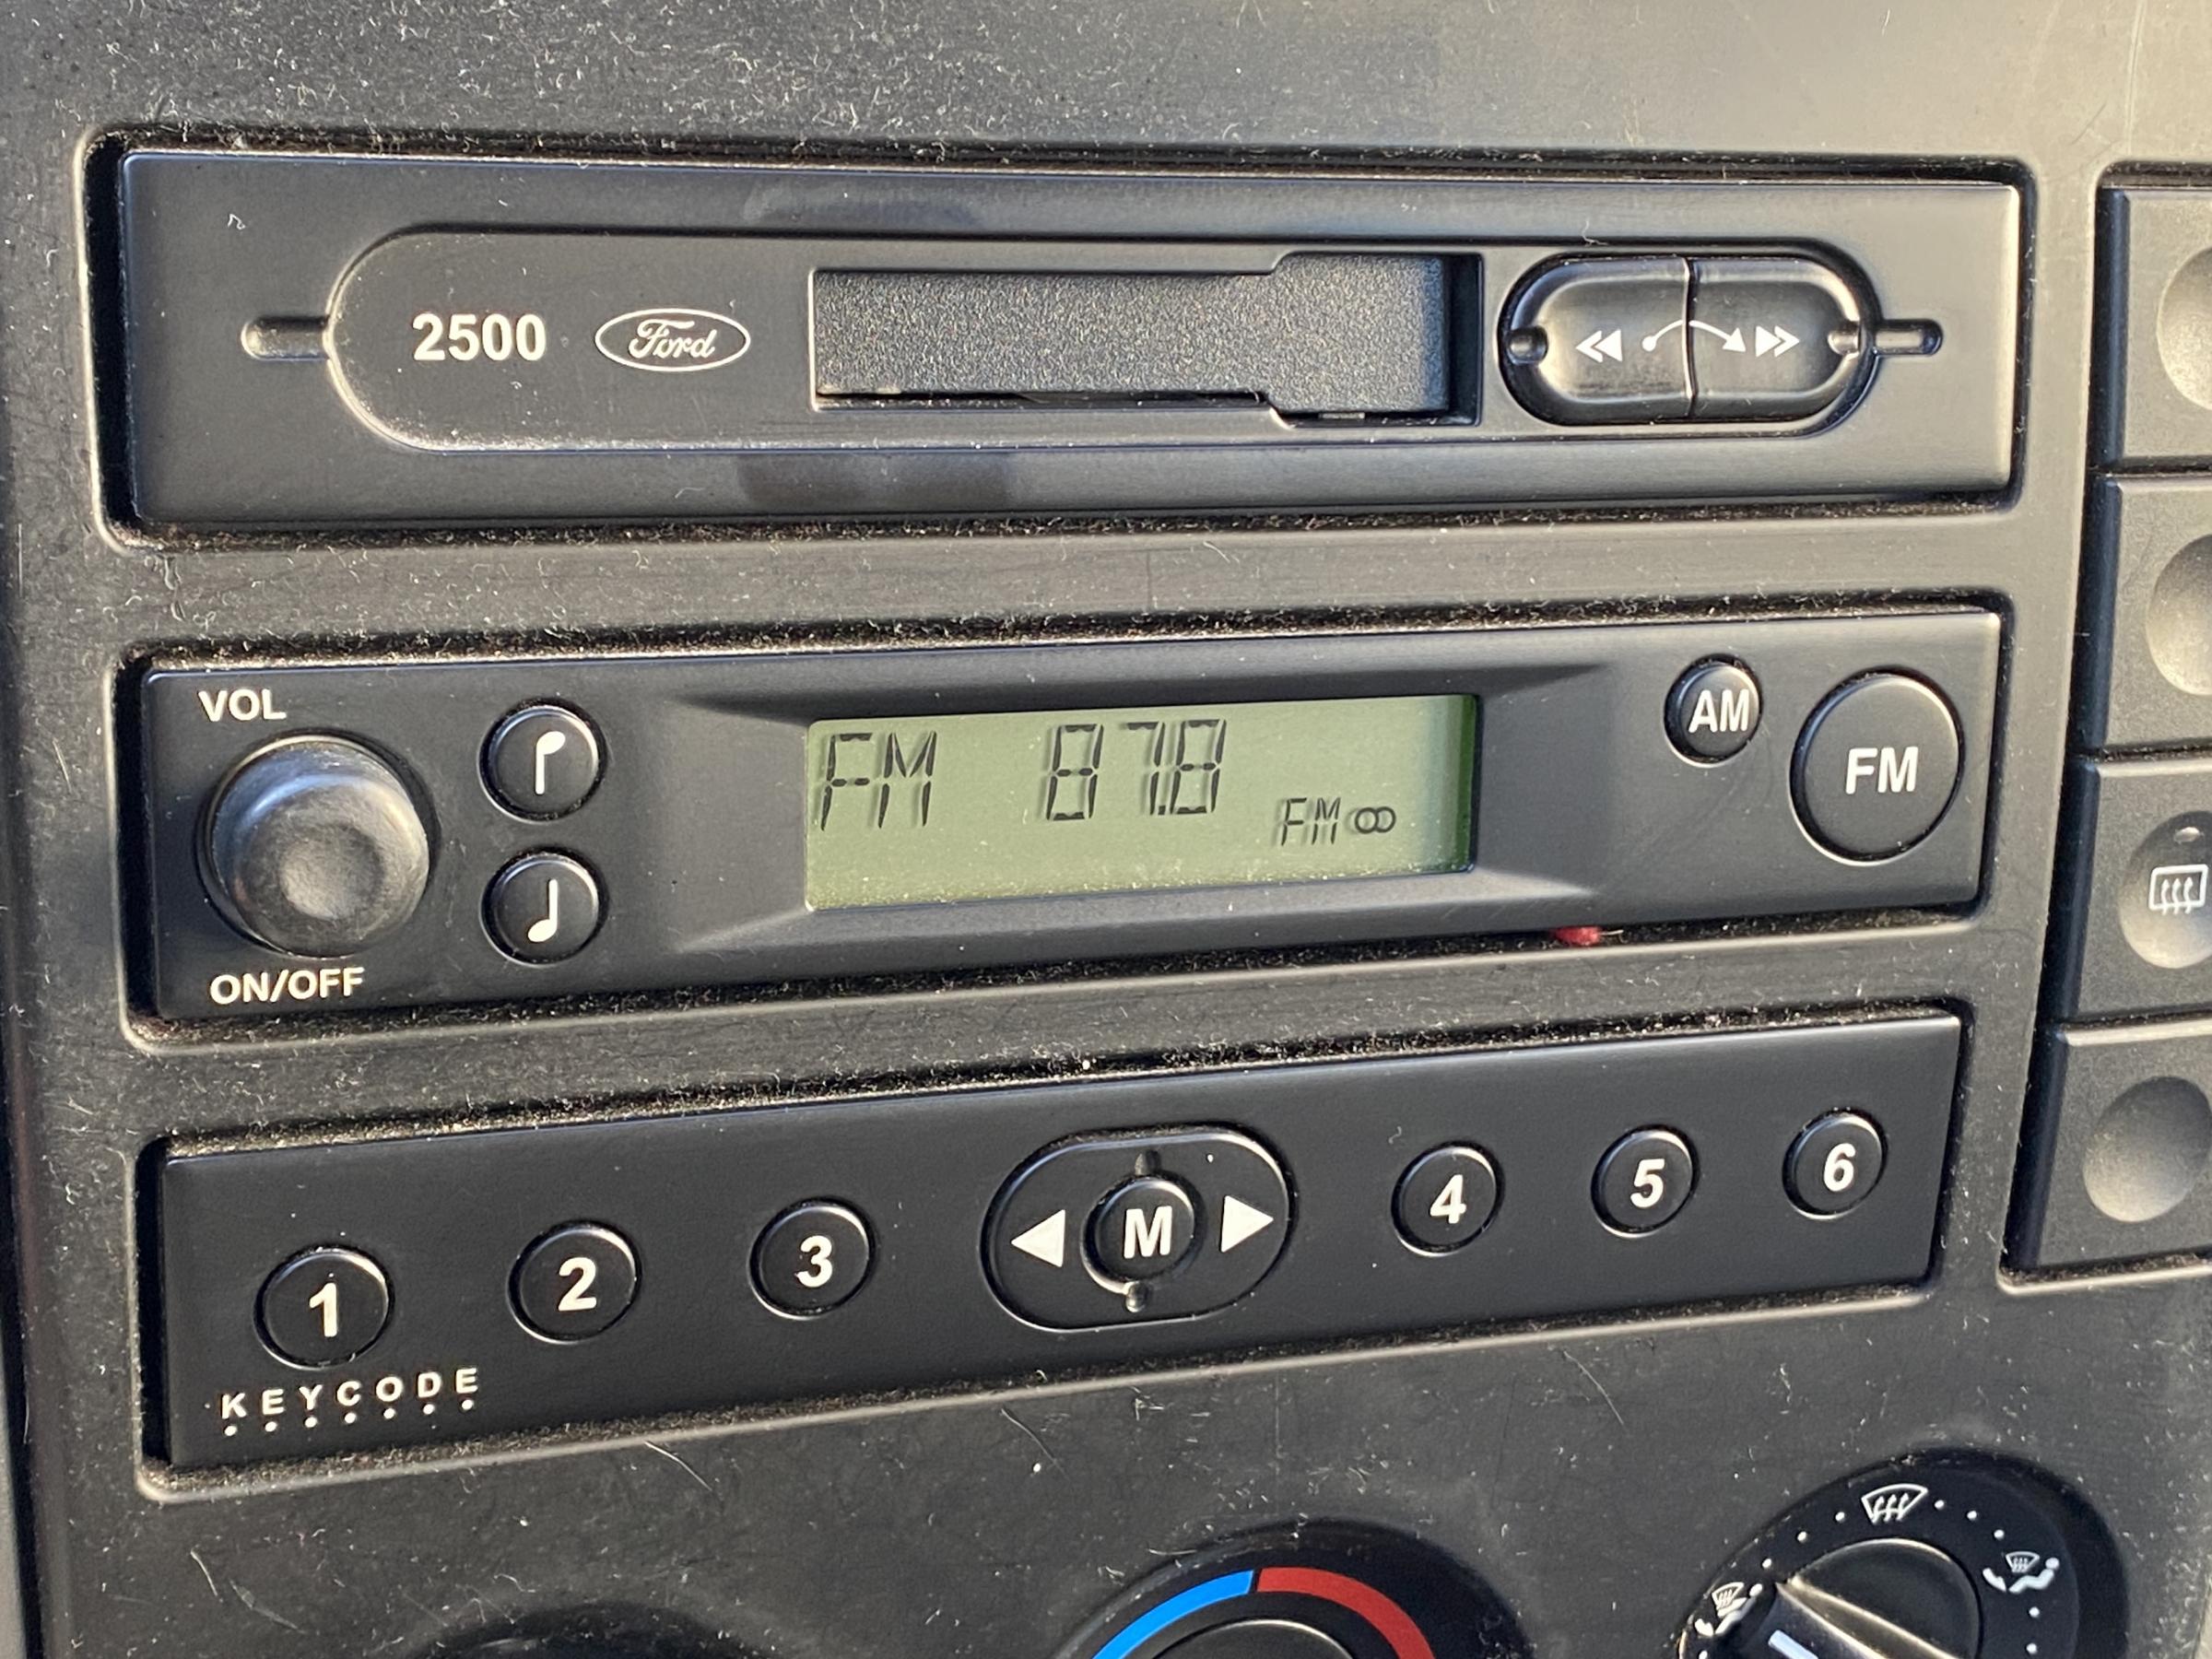 2500 Ford
VOL
AM
FM 87.8
FM
FM
ON/OFF
1 2 3 M 4 5 6
KEYCODE